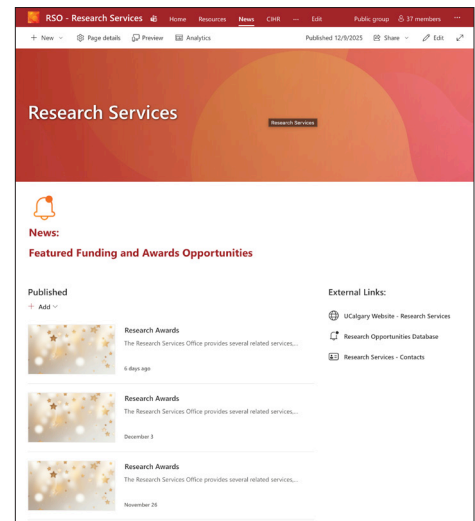 RSO - Research Services Home Resources News CIHR ... Edit Public group 37 members ...
+ New Page details Preview Analytics Published 12/9/2025 Share Edit
Research Services
Research Services
News:
Featured Funding and Awards Opportunities
Published
+ Add
Research Awards
The Research Services Office provides several related services,...
6 days ago
Research Awards
The Research Services Office provides several related services,...
December 3
Research Awards
The Research Services Office provides several related services,...
November 26
External Links:
UCalgary Website - Research Services
Research Opportunities Database
Research Services - Contacts